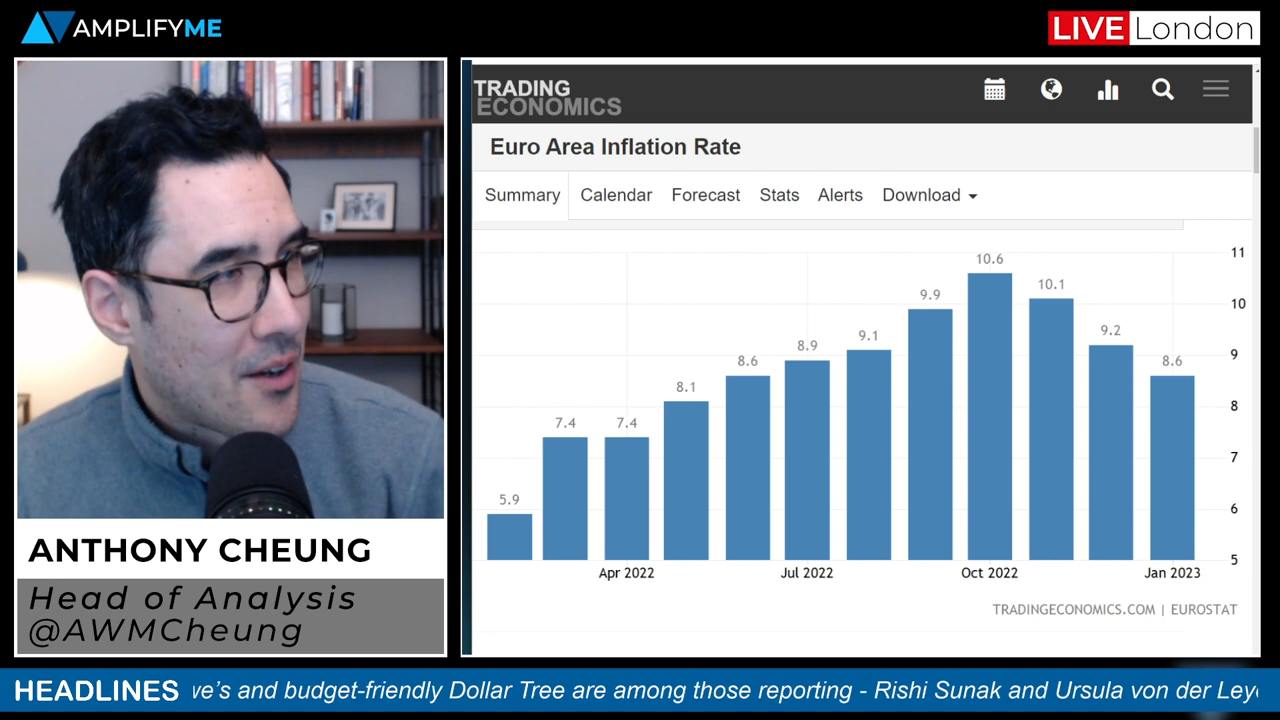 AMPLIFYME
LIVE London
TRADING
ECONOMICS
Euro Area Inflation Rate
Summary Calendar Forecast Stats Alerts Download
11
10
9
8
7
6
5
5.9
7.4
7.4
8.1
8.6
8.9
9.1
9.9
10.6
10.1
9.2
8.6
Apr 2022 Jul 2022 Oct 2022 Jan 2023
TRADINGECONOMICS.COM | EUROSTAT
ANTHONY CHEUNG
Head of Analysis
@AWMCheung
HEADLINES ve's and budget-friendly Dollar Tree are among those reporting - Rishi Sunak and Ursula von der Ley